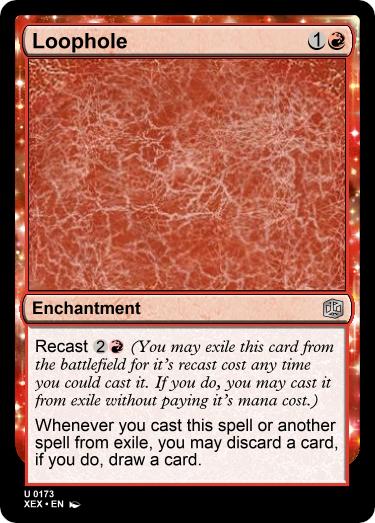 Loophole 1
Enchantment
Recast 2 (You may exile this card from
the battlefield for it's recast cost any time
you could cast it. If you do, you may cast it
from exile without paying it's mana cost.)
Whenever you cast this spell or another
spell from exile, you may discard a card,
if you do, draw a card.
U 0173
XEX • EN